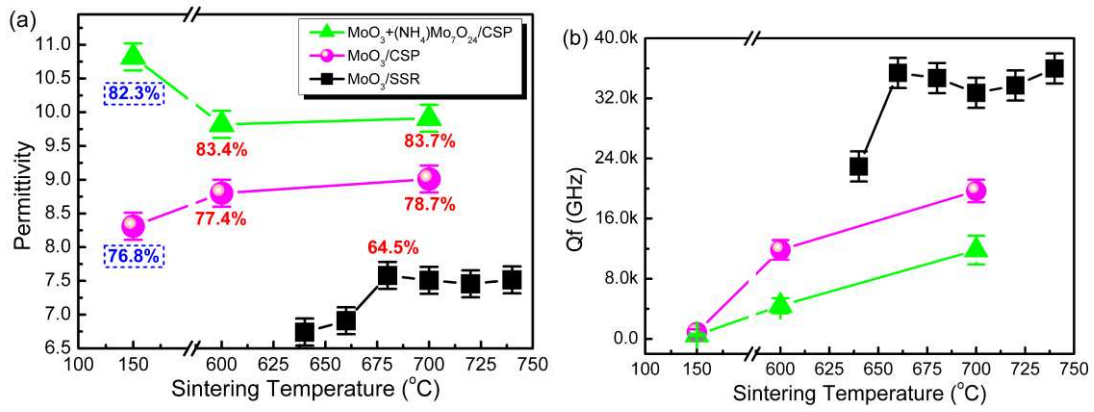 (a)
MoO₃+(NH₄)Mo₇O₂₄/CSP
MoO₃/CSP
MoO₃/SSR
Permittivity
11.0
10.5
10.0
9.5
9.0
8.5
8.0
7.5
7.0
6.5
82.3%
83.4%
83.7%
77.4%
78.7%
76.8%
64.5%
100 150 600 650 700 750
Sintering Temperature (°C)
(b)
Qf (GHz)
40.0k
32.0k
24.0k
16.0k
8.0k
0.0
100 150 600 625 650 675 700 725 750
Sintering Temperature (°C)